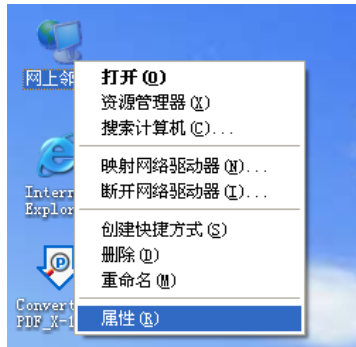 网上邻
打开(O)
资源管理器(X)
搜索计算机(C)...
映射网络驱动器(N)...
断开网络驱动器(I)...
Intern
Explor
创建快捷方式(S)
删除(D)
重命名(M)
Convert
PDF_X-1
属性(R)